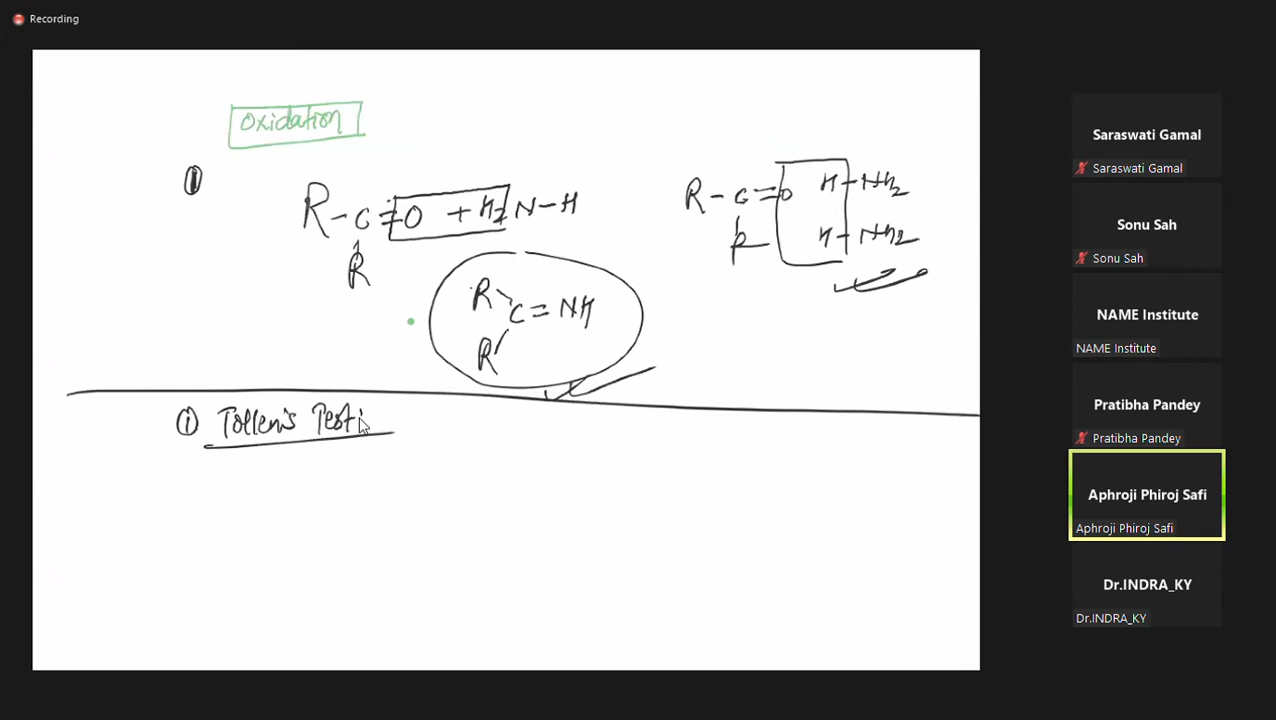 Recording
Oxidation
①
R-C=O + H₂N-H
R
R
C=NH
R
R-C=O H-NH₂
R H-NH₂
① Tollen's Test:
Saraswati Gamal
Saraswati Gamal
Sonu Sah
Sonu Sah
NAME Institute
NAME Institute
Pratibha Pandey
Pratibha Pandey
Aphroji Phiroj Safi
Aphroji Phiroj Safi
Dr.INDRA_KY
Dr.INDRA_KY